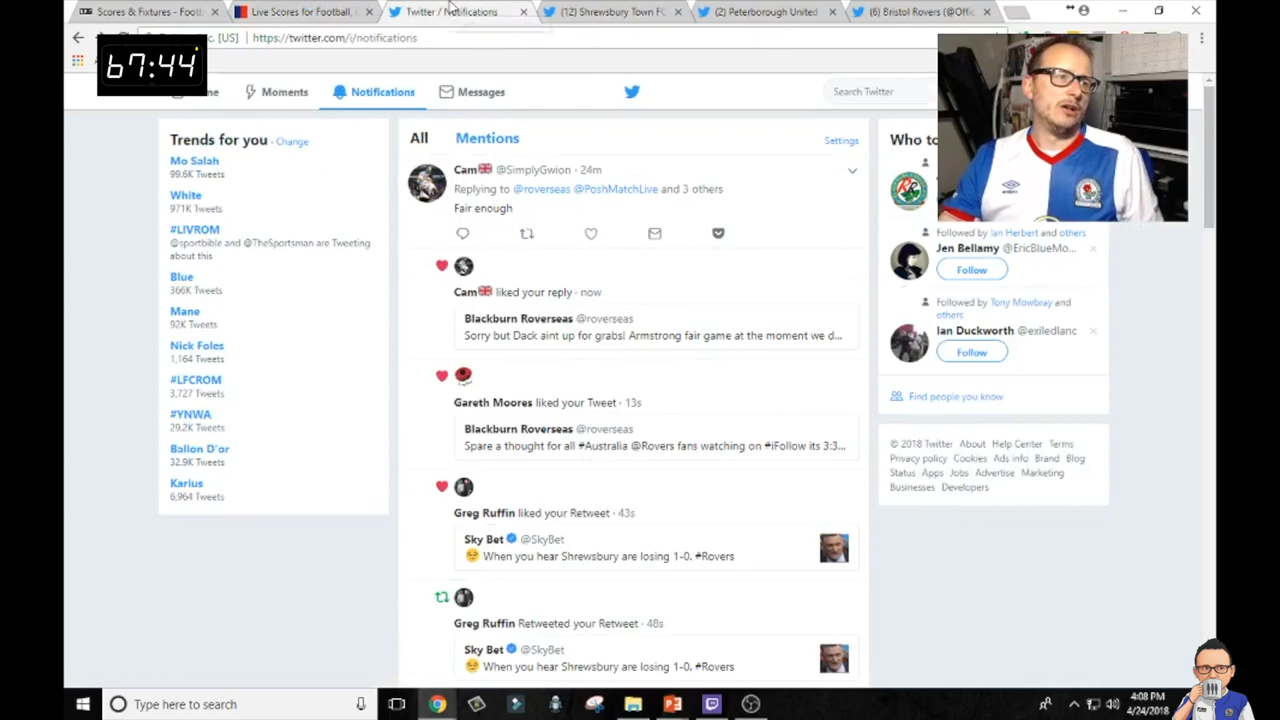 Scores & Fixtures - Footl
Live Scores for Football, C
Twitter / Notifications
(12) Shrewsbury Town FC
(2) Peterborough United
(6) Bristol Rovers (@Offic
67:44
[US]
https://twitter.com/i/notifications
Moments
Notifications
Messages
Search Twitter
Trends for you · Change
Mo Salah
99.6K Tweets
White
971K Tweets
#LIVROM
@sportbible and @TheSportsman are Tweeting
about this
Blue
366K Tweets
Mane
92K Tweets
Nick Foles
1,164 Tweets
#LFCROM
3,727 Tweets
#YNWA
29.2K Tweets
Ballon D'or
32.9K Tweets
Karius
6,964 Tweets
All
Mentions
Settings
Cam @SimplyGwion · 24m
Replying to @roverseas @PoshMatchLive and 3 others
Fair enough
Cam liked your reply · now
Blackburn Roverseas @roverseas
Sorry but Dack aint up for grabs! Armstrong fair game at the moment we d...
Gareth Moores liked your Tweet · 13s
Blackburn Roverseas @roverseas
Spare a thought for all #Australia @Rovers fans watching on #iFollow its 3:3...
Greg Ruffin liked your Retweet · 43s
Sky Bet @SkyBet
When you hear Shrewsbury are losing 1-0. #Rovers
Greg Ruffin Retweeted your Retweet · 48s
Sky Bet @SkyBet
When you hear Shrewsbury are losing 1-0. #Rovers
Who to
Followed by Ian Herbert and others
Jen Bellamy @EricBlueMo...
Follow
Followed by Tony Mowbray and
others
Ian Duckworth @exiledlanc
Follow
Find people you know
© 2018 Twitter About Help Center Terms
Privacy policy Cookies Ads info Brand Blog
Status Apps Jobs Advertise Marketing
Businesses Developers
Type here to search
4:08 PM
4/24/2018